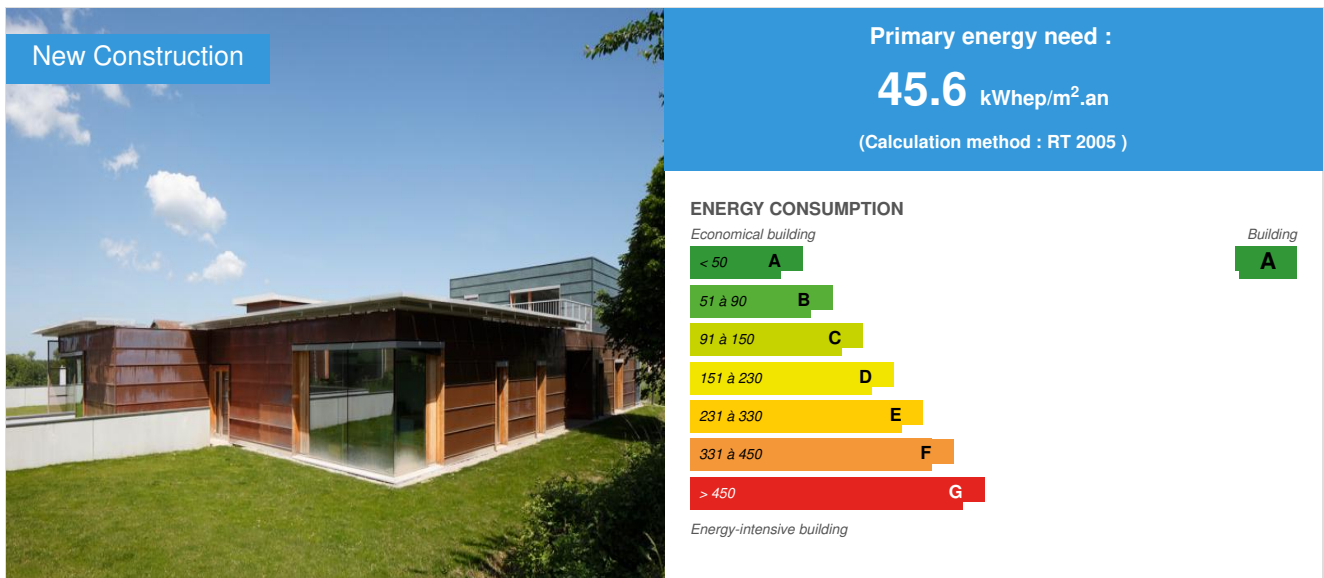 New Construction
Primary energy need :
45.6 kWhep/m².an
(Calculation method : RT 2005 )
ENERGY CONSUMPTION
Economical building
Building
< 50 A
A
51 à 90 B
91 à 150 C
151 à 230 D
231 à 330 E
331 à 450 F
> 450 G
Energy-intensive building